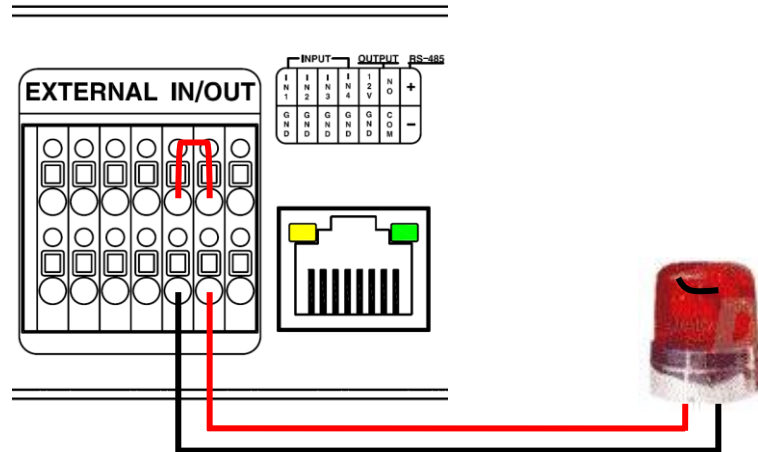 EXTERNAL IN/OUT
INPUT OUTPUT RS-485
IN1 IN2 IN3 IN4 12V NO +
GND GND GND GND GND COM −